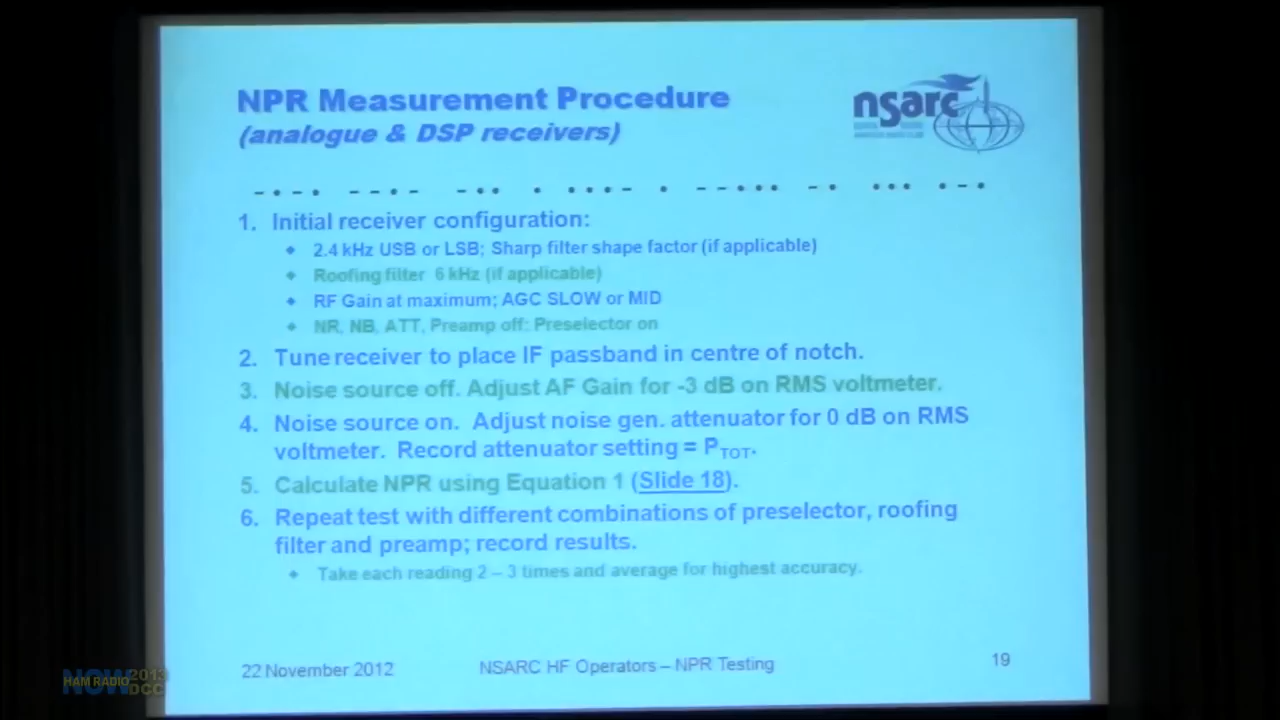 NPR Measurement Procedure
(analogue & DSP receivers)
nsarc
1. Initial receiver configuration:
2.4 kHz USB or LSB; Sharp filter shape factor (if applicable)
Roofing filter 6 kHz (if applicable)
RF Gain at maximum; AGC SLOW or MID
NR, NB, ATT, Preamp off: Preselector on
2. Tune receiver to place IF passband in centre of notch.
3. Noise source off. Adjust AF Gain for -3 dB on RMS voltmeter.
4. Noise source on. Adjust noise gen. attenuator for 0 dB on RMS
voltmeter. Record attenuator setting = PTOT.
5. Calculate NPR using Equation 1 (Slide 18).
6. Repeat test with different combinations of preselector, roofing
filter and preamp; record results.
Take each reading 2 – 3 times and average for highest accuracy.
22 November 2012
NSARC HF Operators – NPR Testing
19
HAM RADIO
NOW
2013
DCC